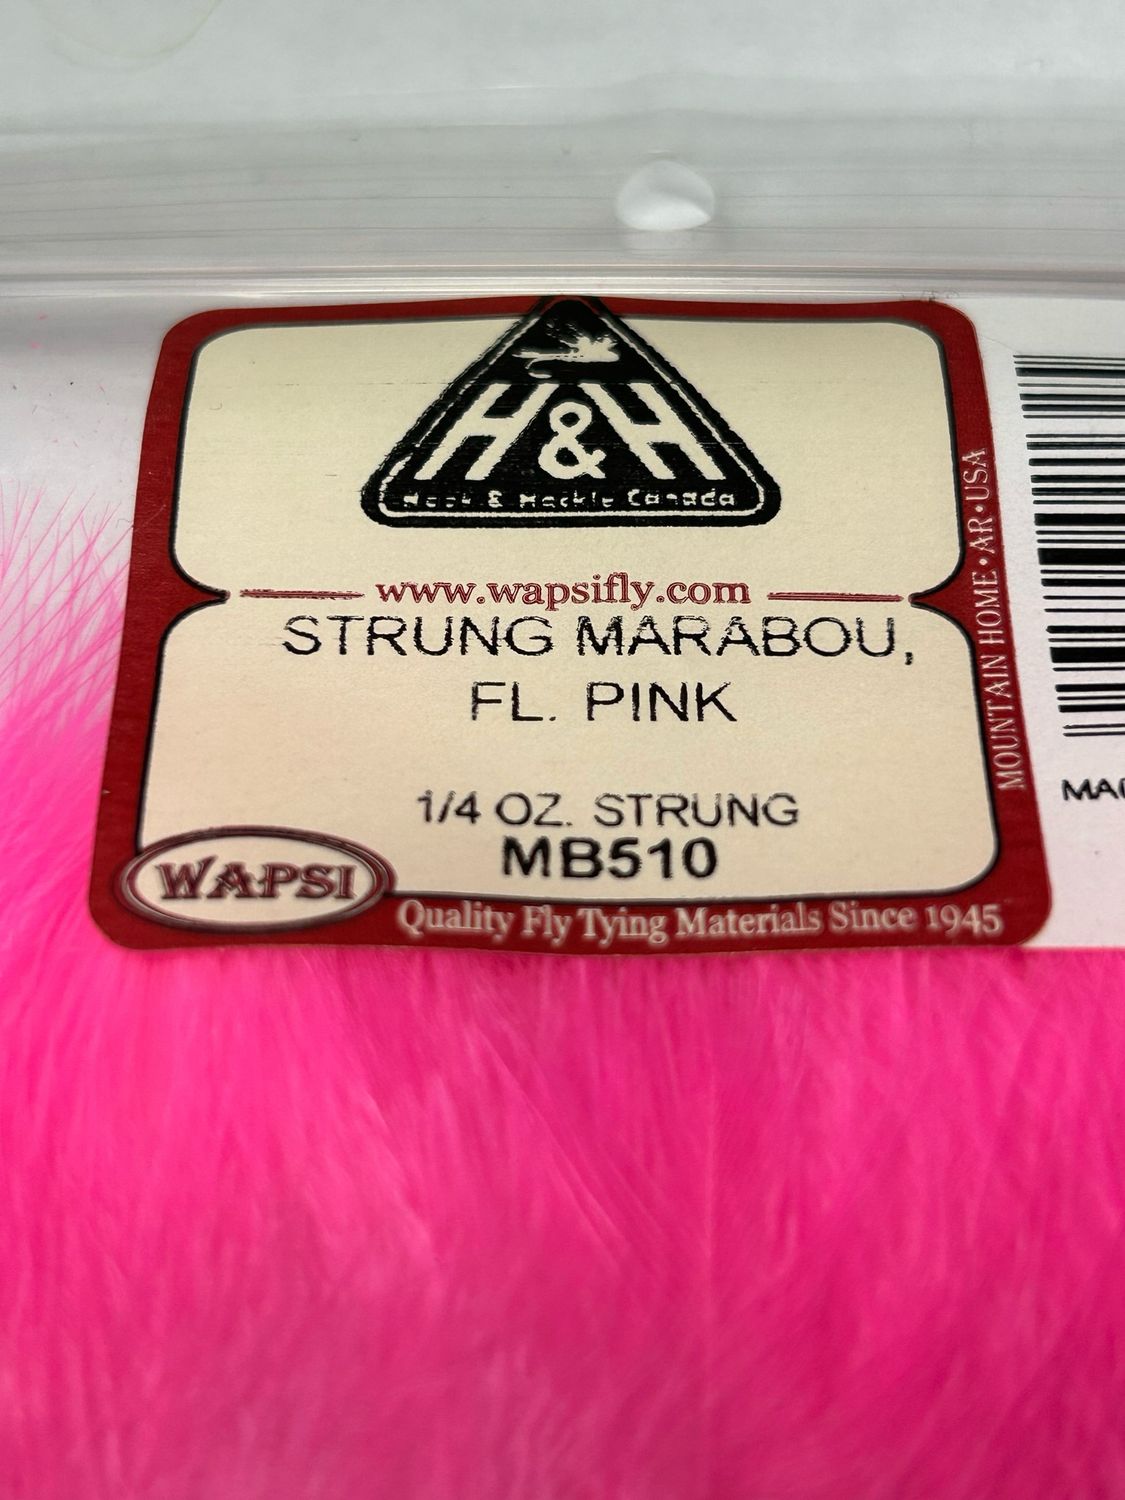 H&H
Hook & Hackle Canada
www.wapsifly.com
STRUNG MARABOU,
FL. PINK
1/4 OZ. STRUNG
MB510
WAPSI
Quality Fly Tying Materials Since 1945
MOUNTAIN HOME • AR • USA